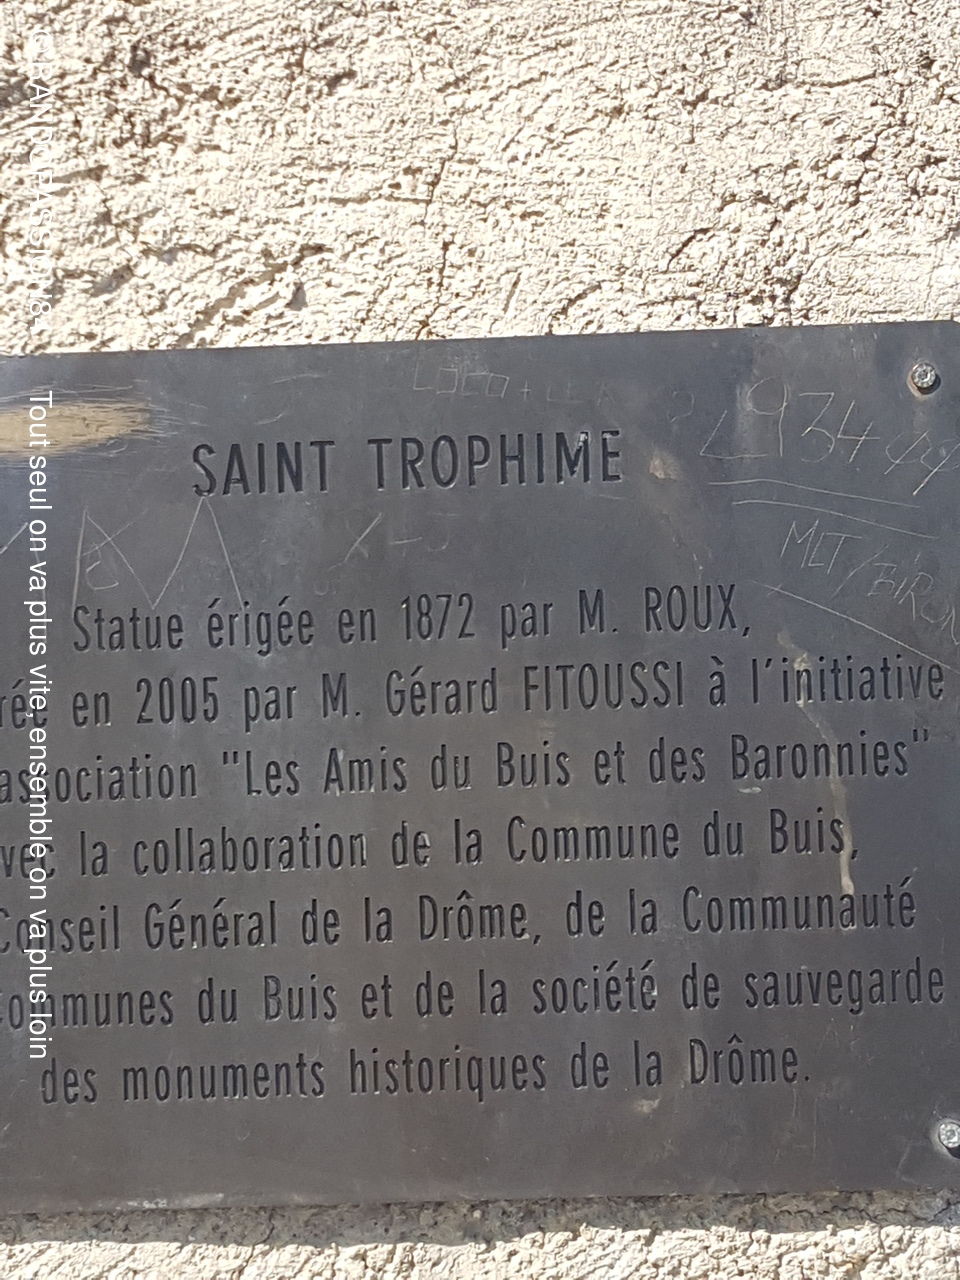 SAINT TROPHIME
Statue érigée en 1872 par M. ROUX,
en 2005 par M. Gérard FITOUSSI à l'initiative
association "Les Amis du Buis et des Baronnies"
la collaboration de la Commune du Buis,
Conseil Général de la Drôme, de la Communauté
Communes du Buis et de la société de sauvegarde
des monuments historiques de la Drôme.
Tout seul on va plus vite, ensemble on va plus loin